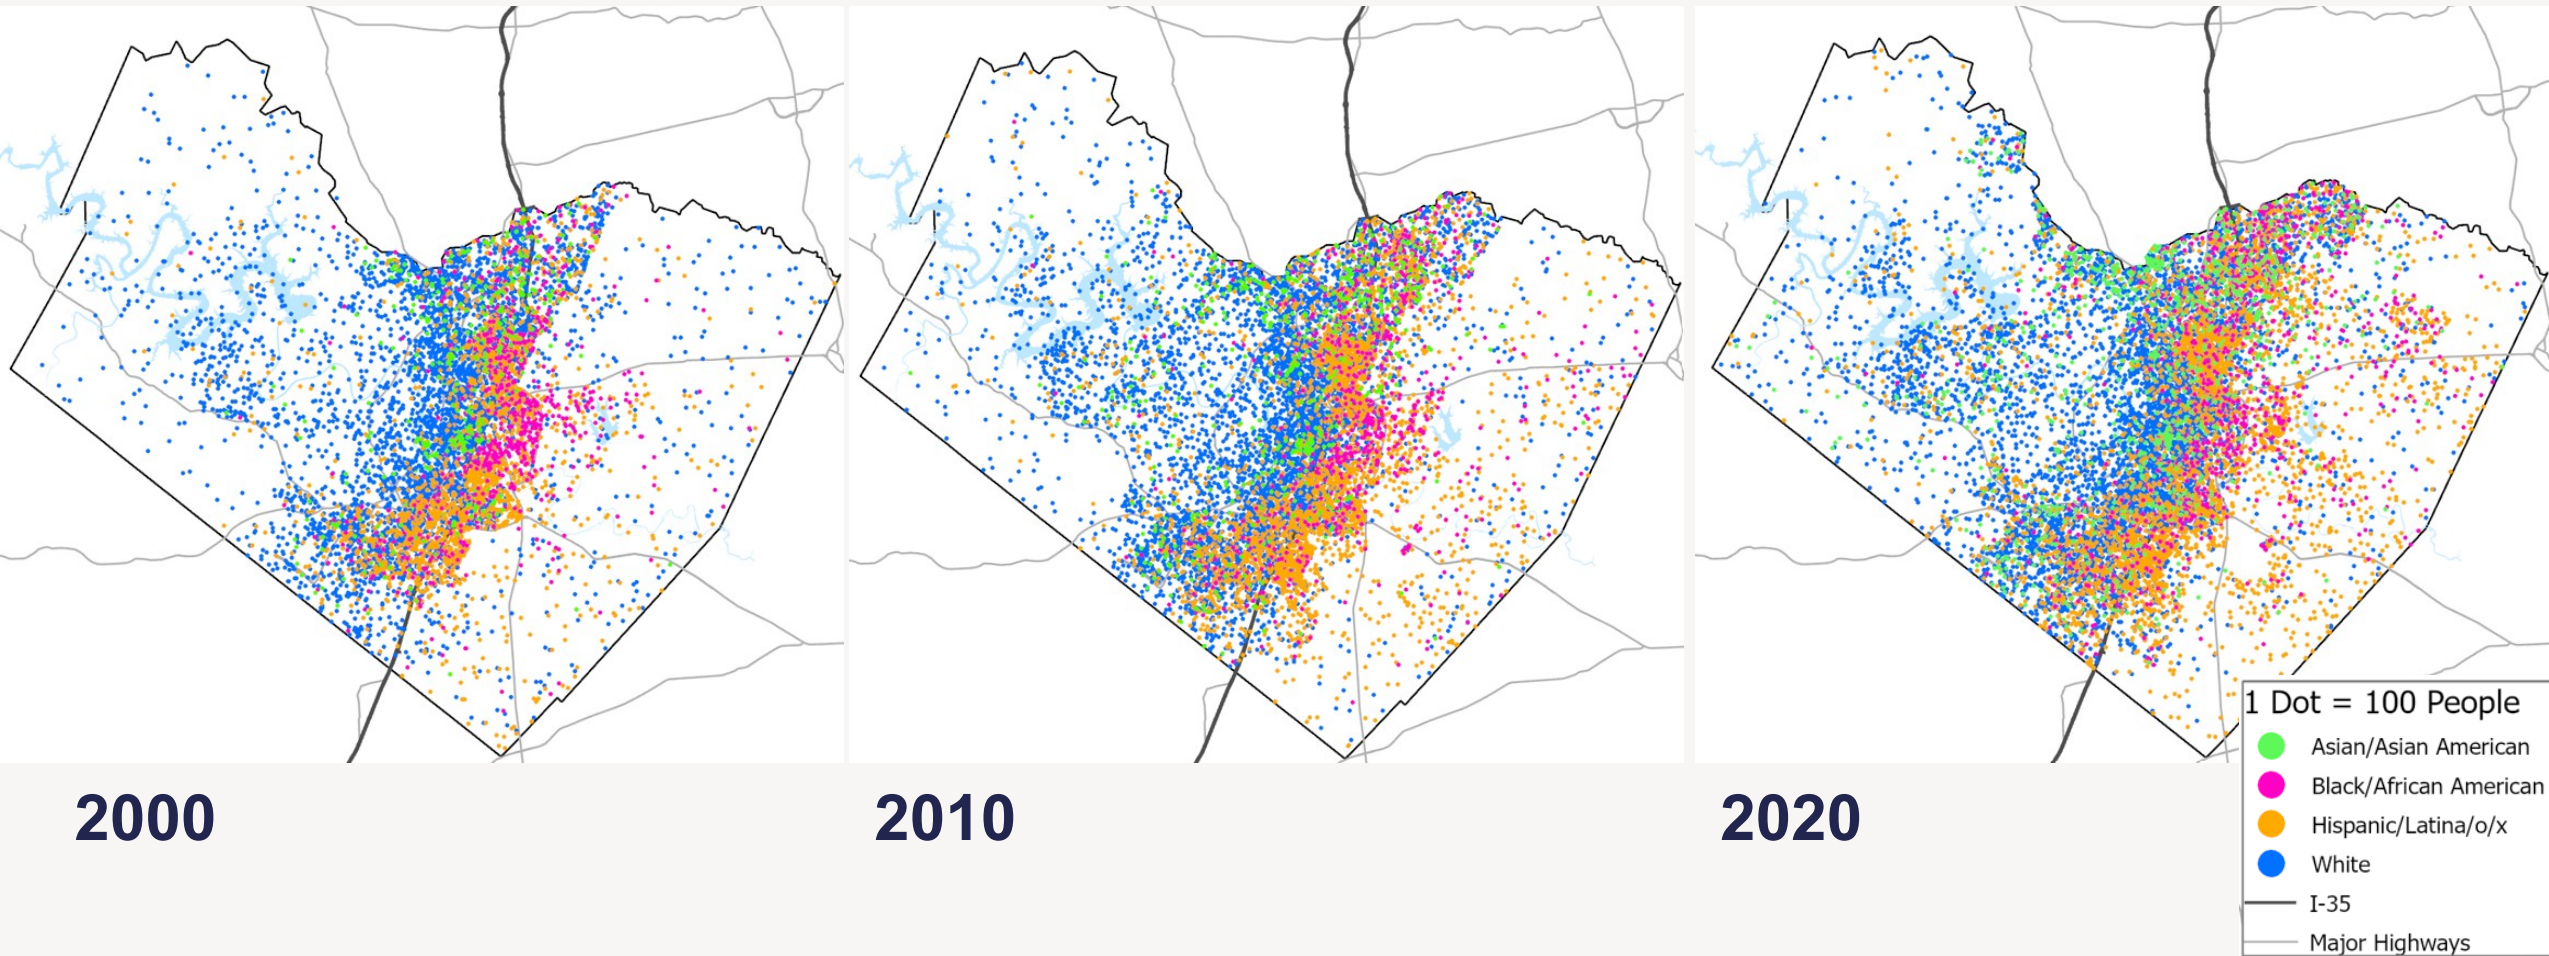 2000
2010
2020
1 Dot = 100 People
Asian/Asian American
Black/African American
Hispanic/Latina/o/x
White
I-35
Major Highways